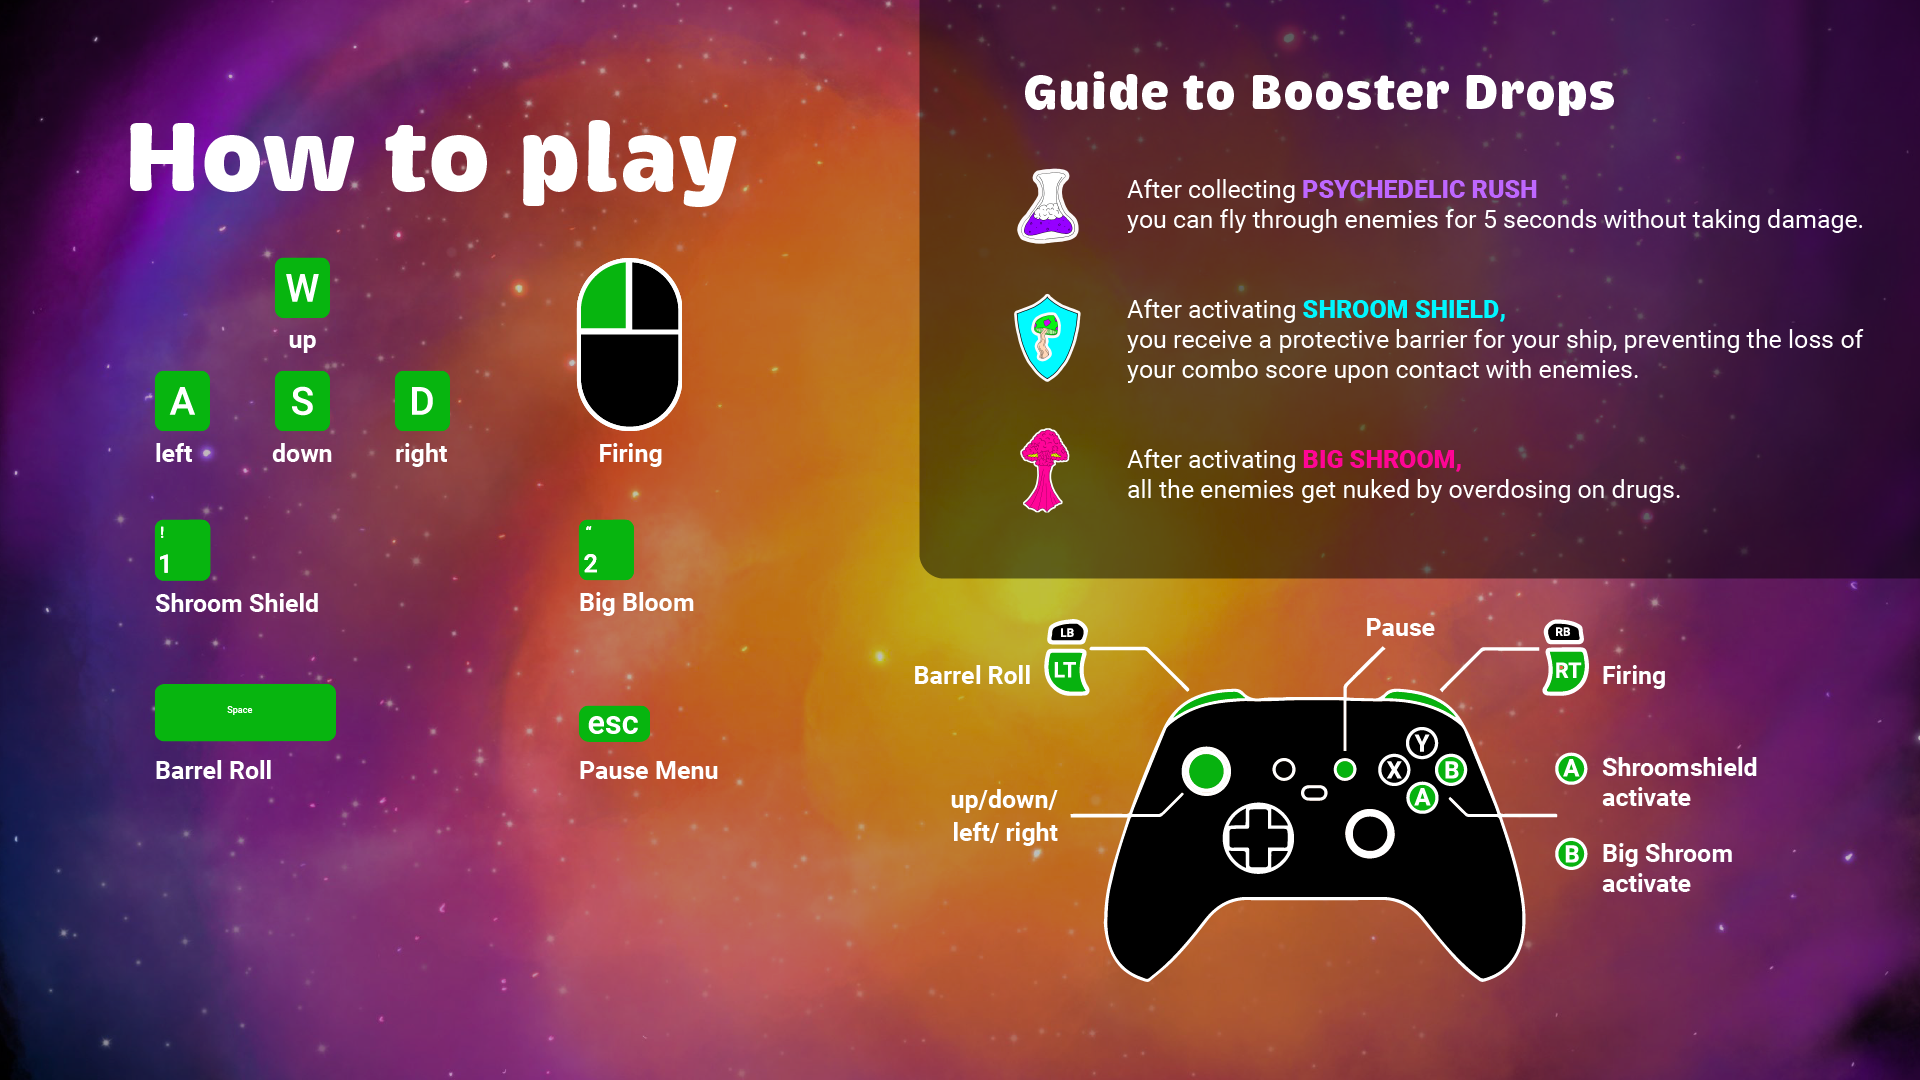 How to play
W
up
A
S
D
left
down
right
Firing
!
1
Shroom Shield
“
2
Big Bloom
Space
Barrel Roll
esc
Pause Menu
Guide to Booster Drops
After collecting PSYCHEDELIC RUSH
you can fly through enemies for 5 seconds without taking damage.
After activating SHROOM SHIELD,
you receive a protective barrier for your ship, preventing the loss of
your combo score upon contact with enemies.
After activating BIG SHROOM,
all the enemies get nuked by overdosing on drugs.
LB
LT
Barrel Roll
Pause
RB
RT
Firing
Y
X
B
A
up/down/
left/ right
A
Shroomshield
activate
B
Big Shroom
activate